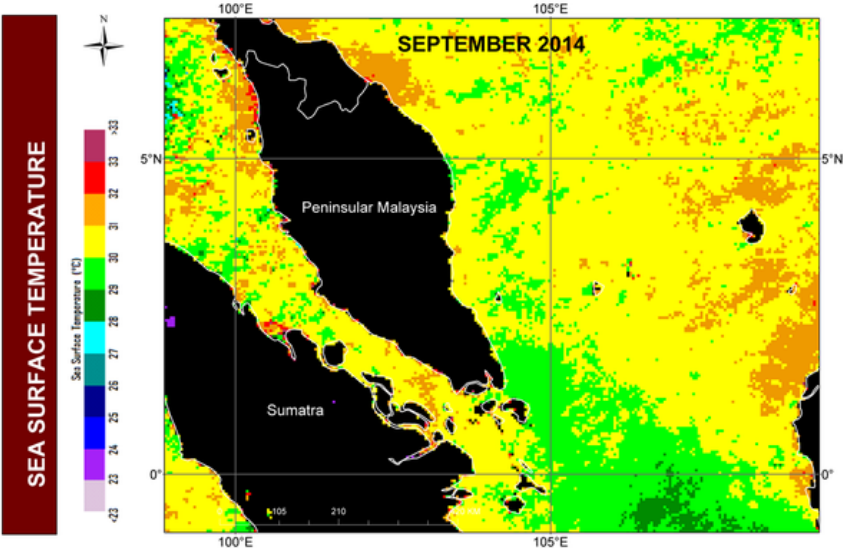 100°E
105°E
N
SEPTEMBER 2014
SEA SURFACE TEMPERATURE
Sea Surface Temperature (°C)
>33
33
32
31
30
29
28
27
26
25
24
23
<23
5°N
5°N
Peninsular Malaysia
Sumatra
0°
0°
0
105
210
100°E
105°E